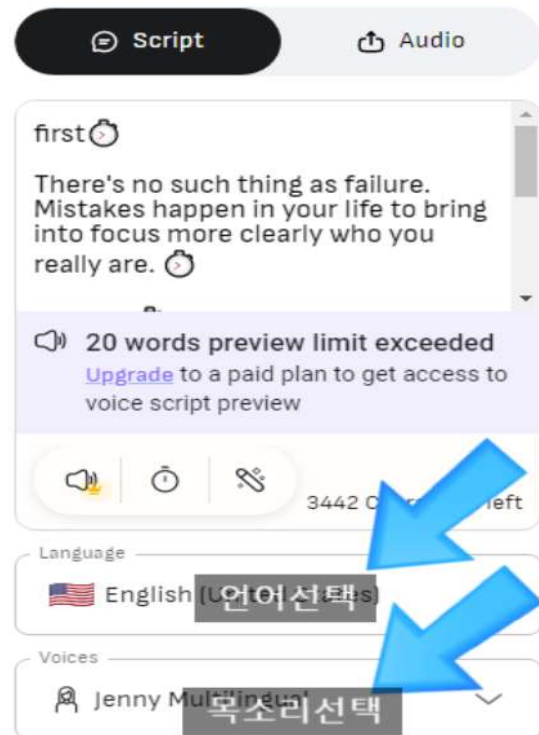 Script
Audio
first
There's no such thing as failure.
Mistakes happen in your life to bring
into focus more clearly who you
really are.
20 words preview limit exceeded
Upgrade to a paid plan to get access to
voice script preview
3442 left
Language
English
언어선택
Voices
Jenny Multilingual
목소리선택